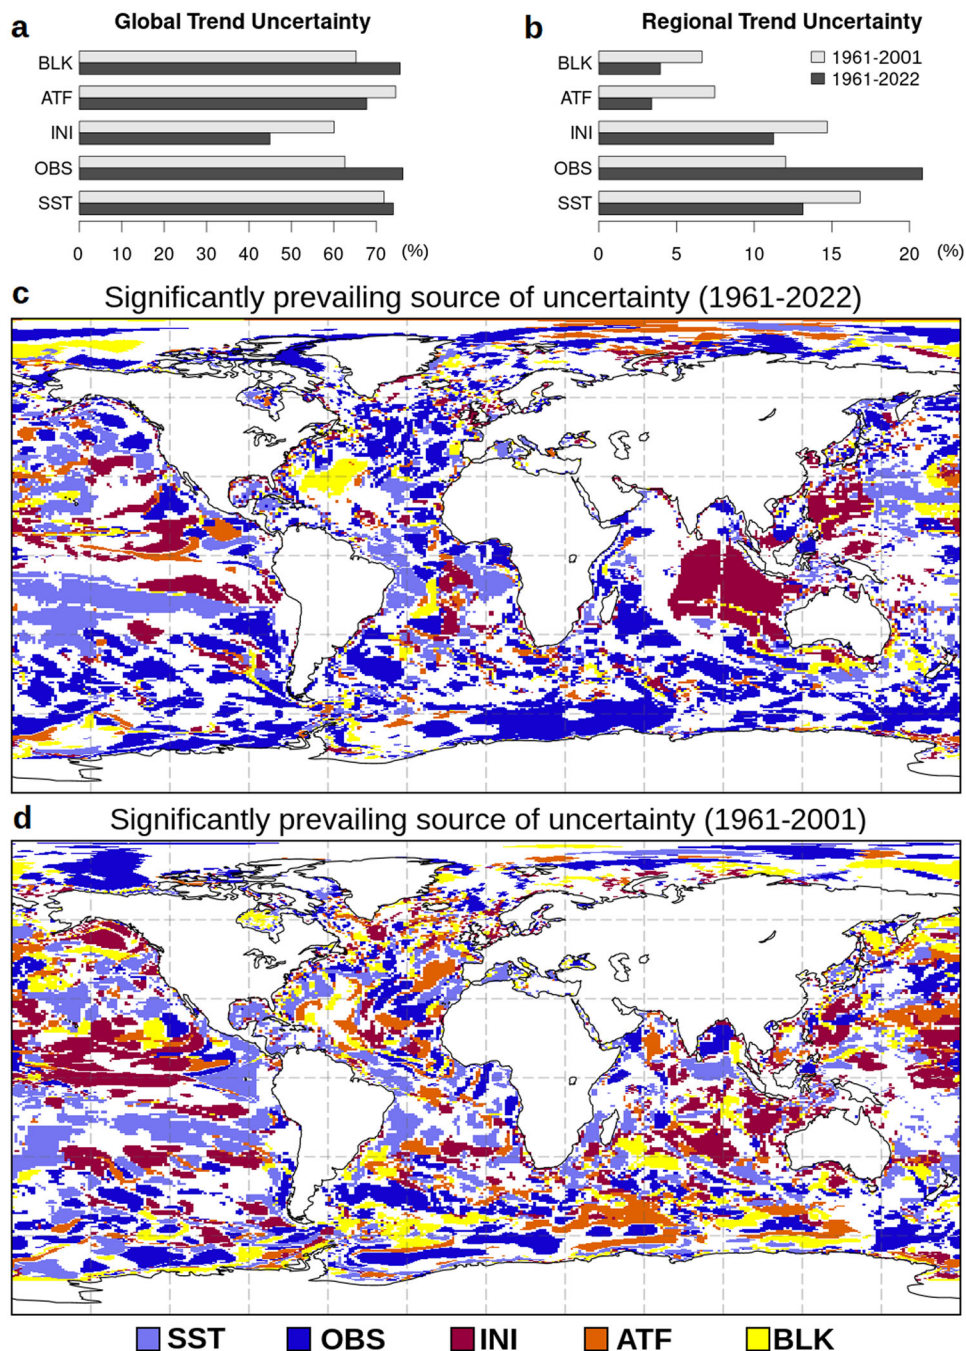 a Global Trend Uncertainty
BLK
ATF
INI
OBS
SST
0 10 20 30 40 50 60 70 (%)
b Regional Trend Uncertainty
1961-2001
1961-2022
BLK
ATF
INI
OBS
SST
0 5 10 15 20 (%)
c Significantly prevailing source of uncertainty (1961-2022)
d Significantly prevailing source of uncertainty (1961-2001)
SST OBS INI ATF BLK